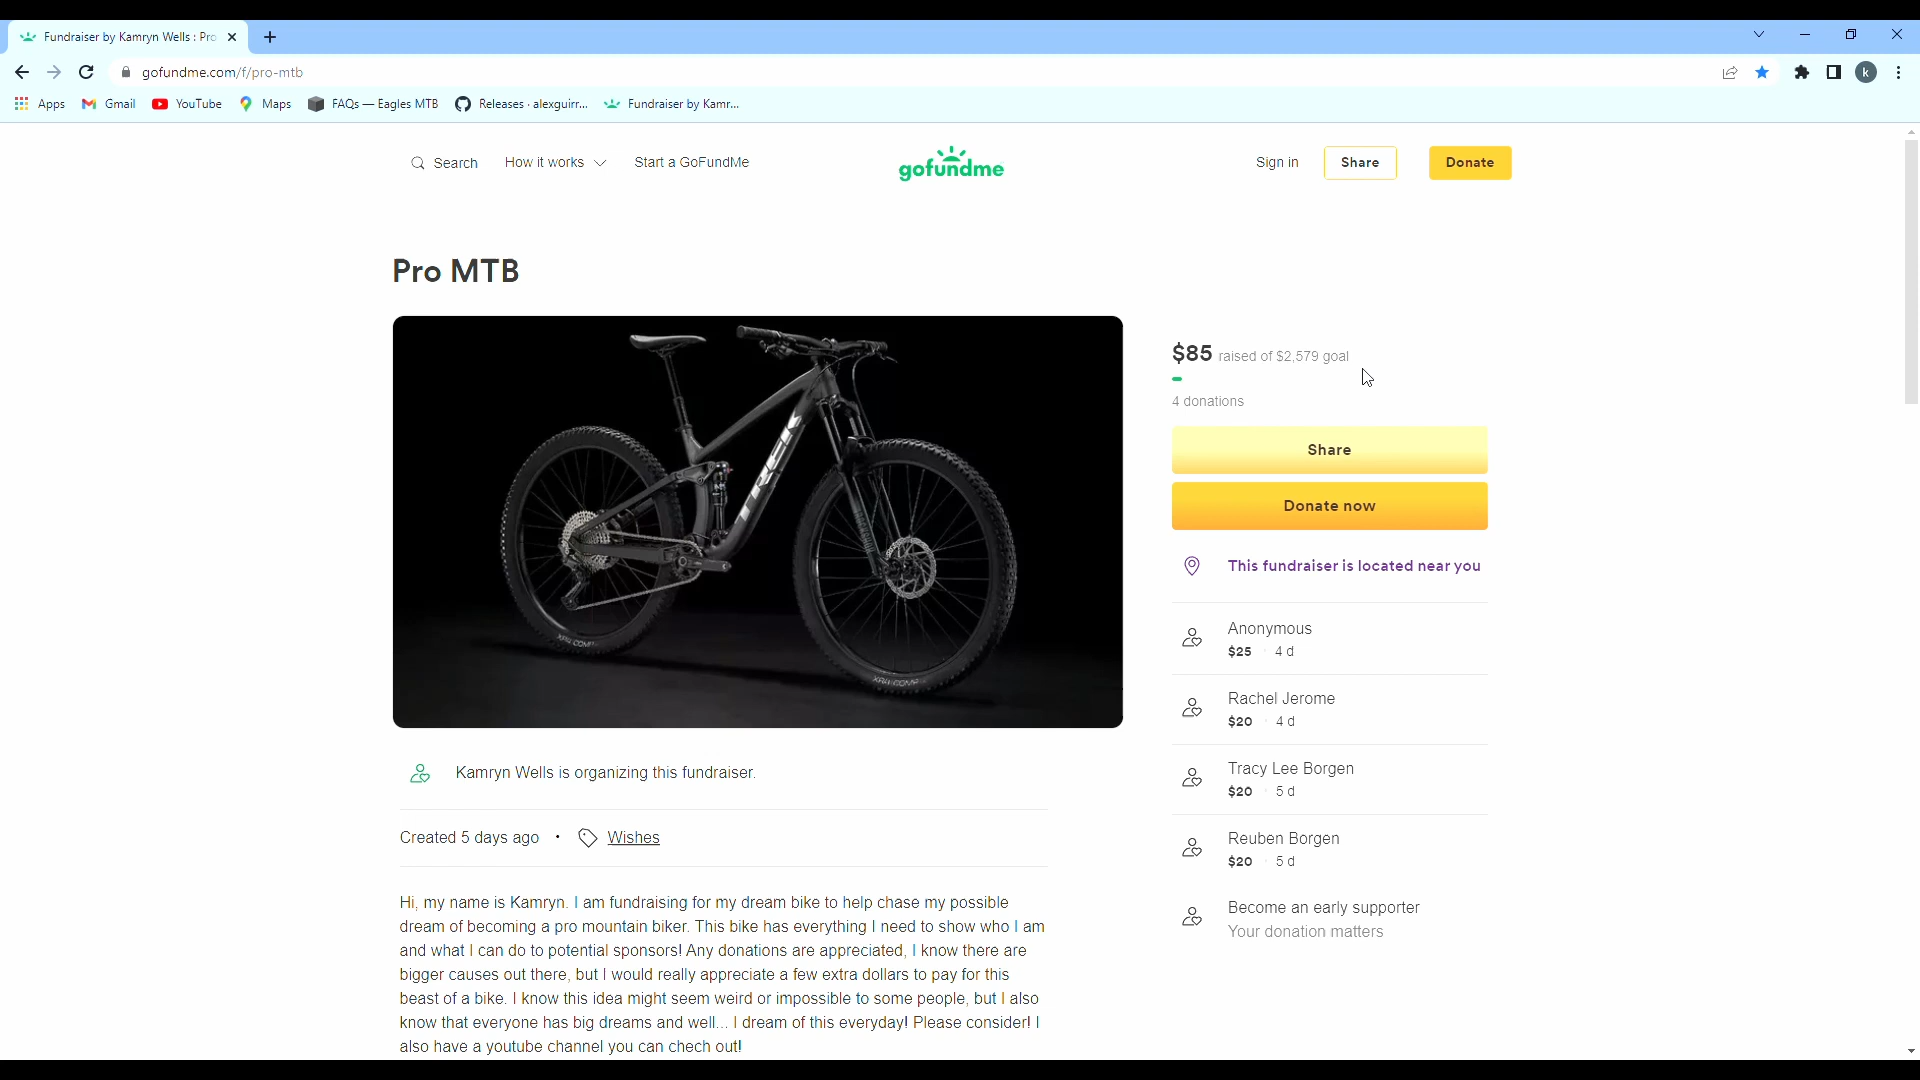 Fundraiser by Kamryn Wells : Pro
gofundme.com/f/pro-mtb
k
Apps
Gmail
YouTube
Maps
FAQs — Eagles MTB
Releases · alexguirr...
Fundraiser by Kamr...
Search
How it works
Start a GoFundMe
gofundme
Sign in
Share
Donate
Pro MTB
TREK
$85 raised of $2,579 goal
4 donations
Share
Donate now
This fundraiser is located near you
Anonymous
$25 · 4 d
Rachel Jerome
$20 · 4 d
Tracy Lee Borgen
$20 · 5 d
Reuben Borgen
$20 · 5 d
Become an early supporter
Your donation matters
Kamryn Wells is organizing this fundraiser.
Created 5 days ago • Wishes
Hi, my name is Kamryn. I am fundraising for my dream bike to help chase my possible
dream of becoming a pro mountain biker. This bike has everything I need to show who I am
and what I can do to potential sponsors! Any donations are appreciated, I know there are
bigger causes out there, but I would really appreciate a few extra dollars to pay for this
beast of a bike. I know this idea might seem weird or impossible to some people, but I also
know that everyone has big dreams and well... I dream of this everyday! Please consider! I
also have a youtube channel you can chech out!